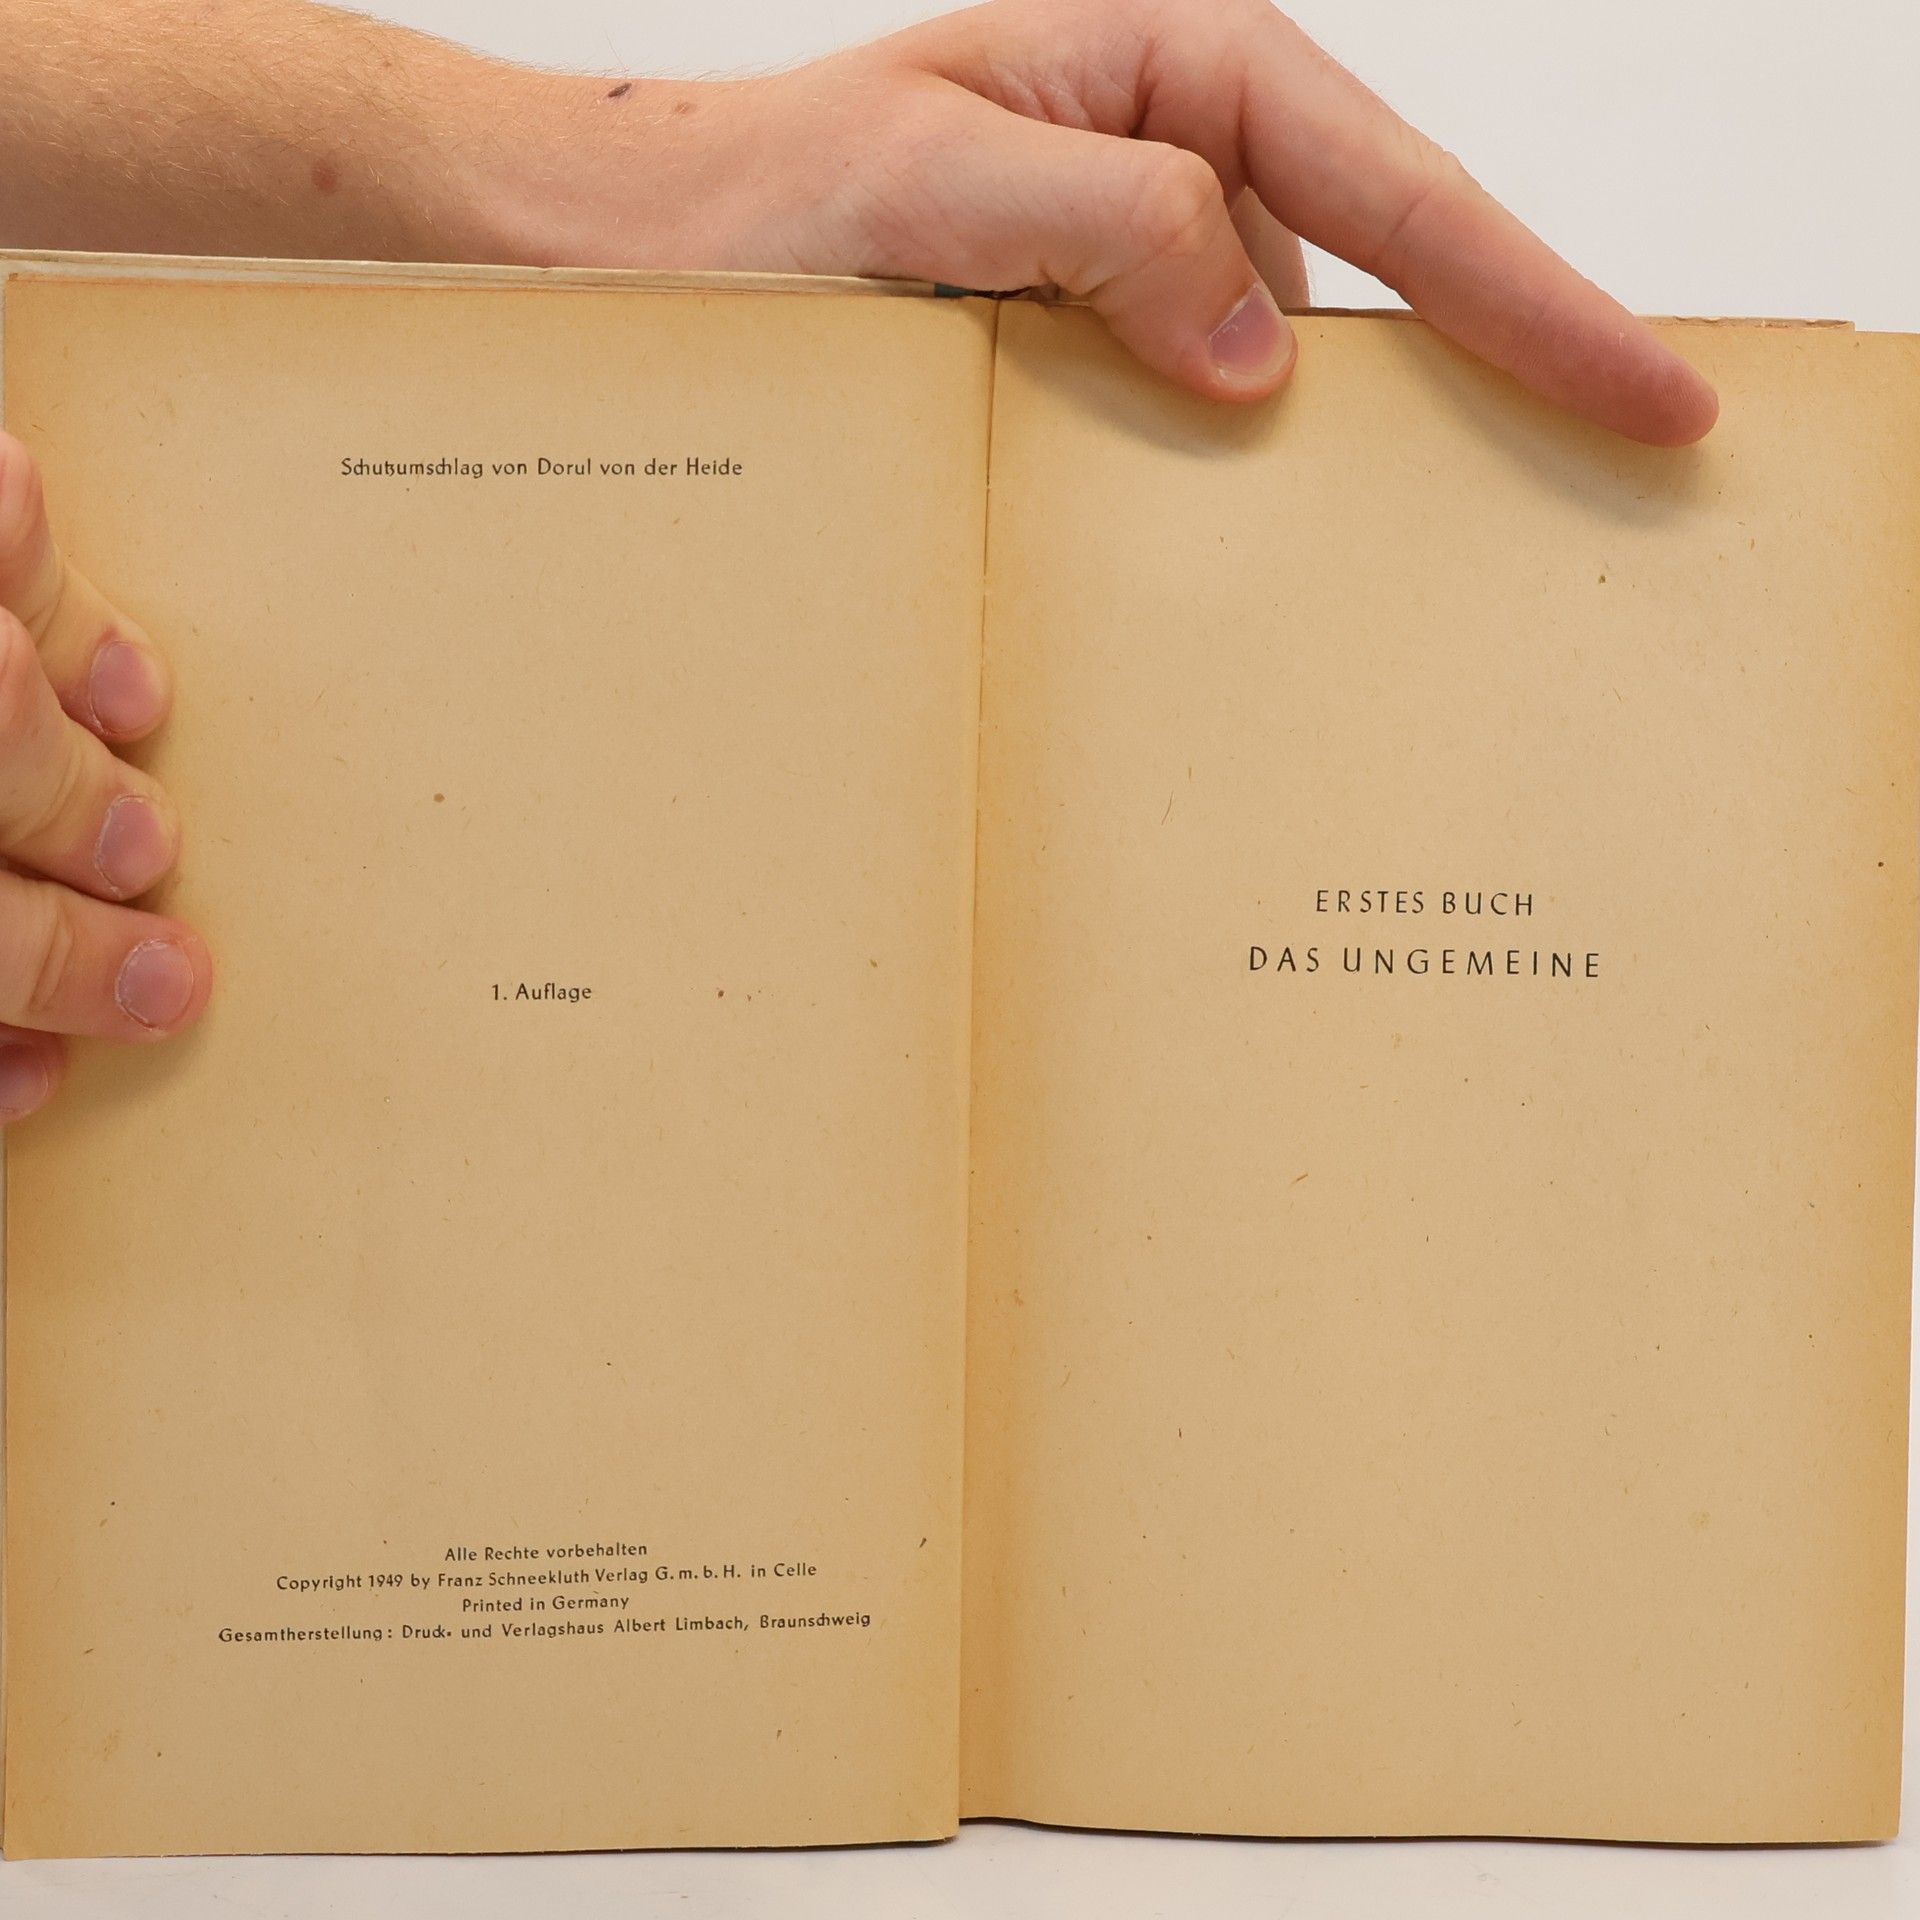 Schutzumschlag von Dorul von der Heide
1. Auflage
Alle Rechte vorbehalten
Copyright 1949 by Franz Schneekluth Verlag G. m. b. H. in Celle
Printed in Germany
Gesamtherstellung: Druck- und Verlagshaus Albert Limbach, Braunschweig
ERSTES BUCH
DAS UNGEMEINE